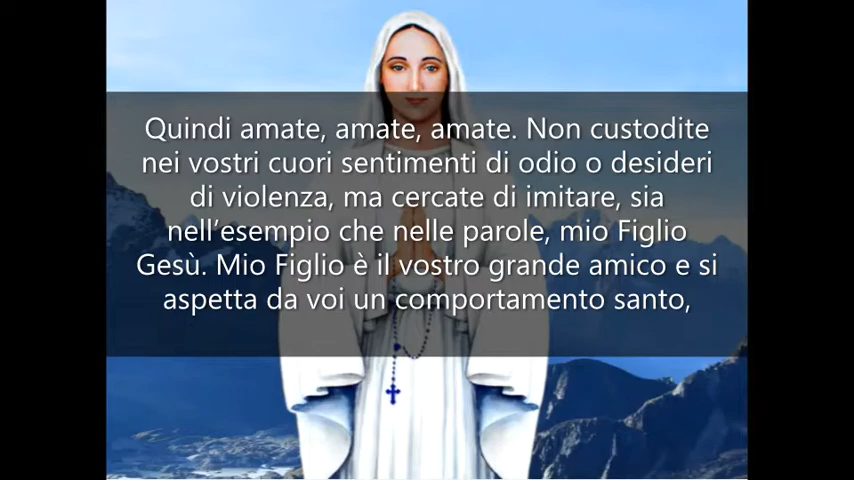 Quindi amate, amate, amate. Non custodite
nei vostri cuori sentimenti di odio o desideri
di violenza, ma cercate di imitare, sia
nell’esempio che nelle parole, mio Figlio
Gesù. Mio Figlio è il vostro grande amico e si
aspetta da voi un comportamento santo,